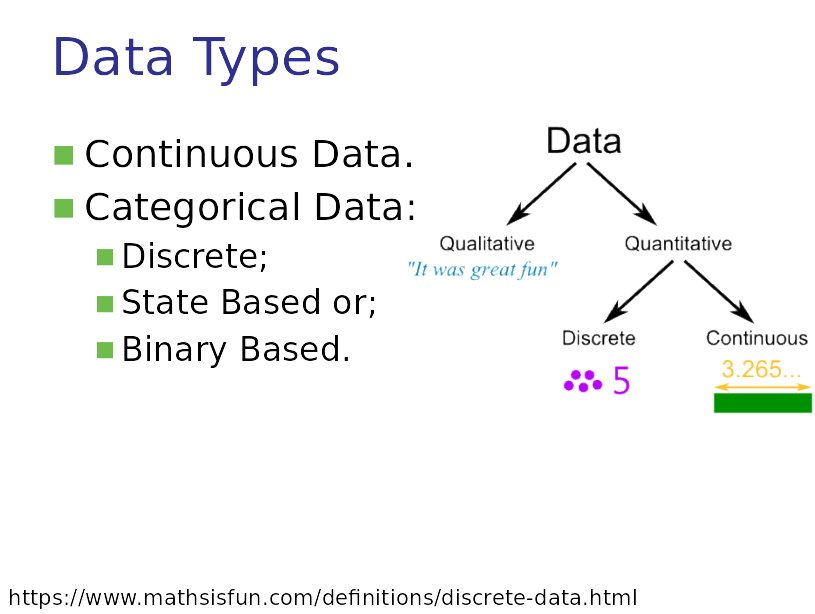 Data Types
Continuous Data.
Categorical Data:
Discrete;
State Based or;
Binary Based.
Data
Qualitative
Quantitative
"It was great fun"
Discrete
Continuous
5
3.265...
https://www.mathsisfun.com/definitions/discrete-data.html